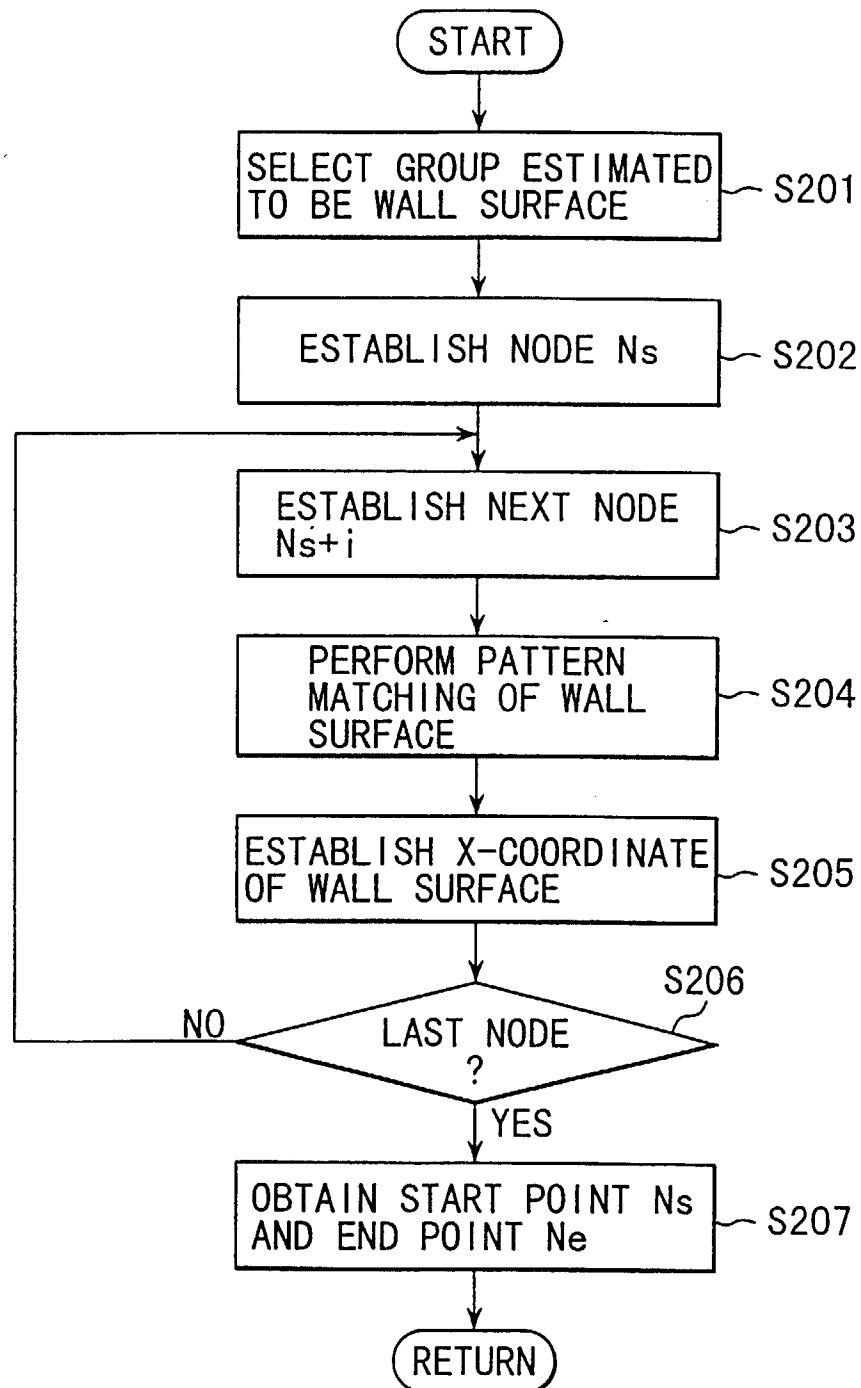 START
SELECT GROUP ESTIMATED
TO BE WALL SURFACE
S201
ESTABLISH NODE Ns
S202
ESTABLISH NEXT NODE
Ns+i
S203
PERFORM PATTERN
MATCHING OF WALL
SURFACE
S204
ESTABLISH X-COORDINATE
OF WALL SURFACE
S205
S206
NO
LAST NODE
?
YES
OBTAIN START POINT Ns
AND END POINT Ne
S207
RETURN